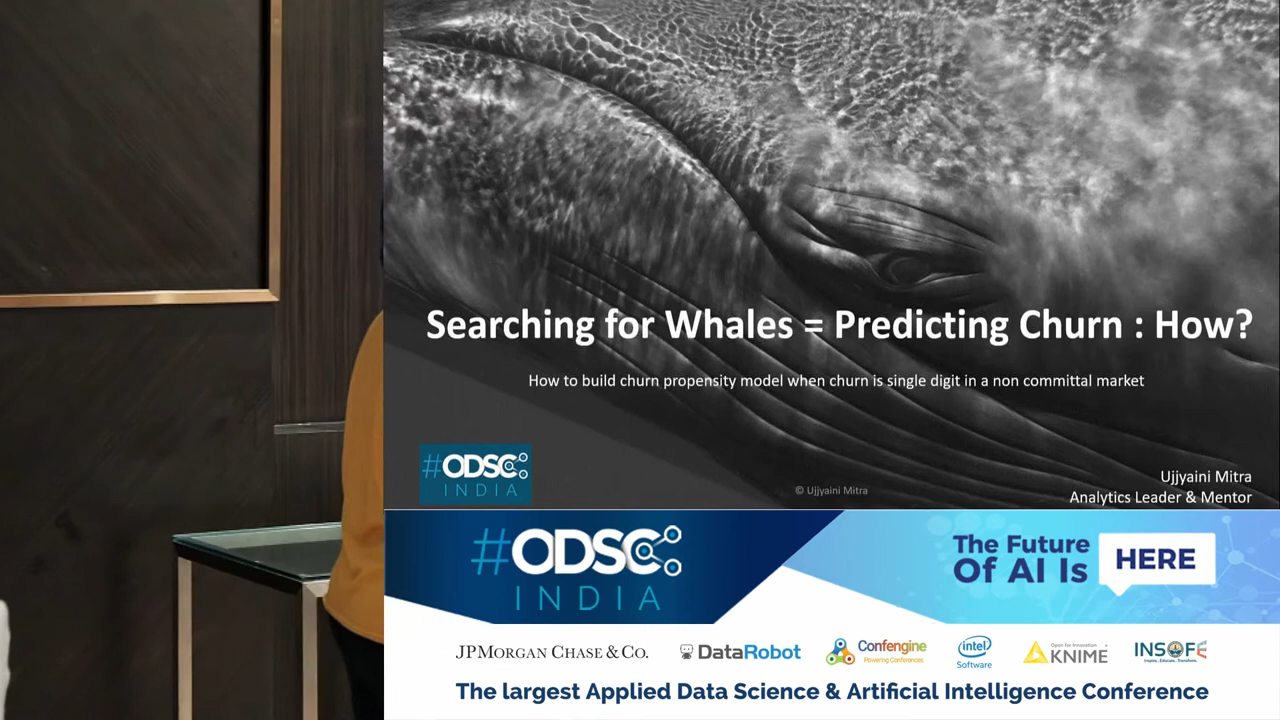 Searching for Whales = Predicting Churn : How?
How to build churn propensity model when churn is single digit in a non committal market
#ODSC
INDIA
© Ujjyaini Mitra
Ujjyaini Mitra
Analytics Leader & Mentor
#ODSC
INDIA
The Future
Of AI Is
HERE
JPMORGAN CHASE & CO.
DataRobot
Confengine
Powering Conferences
intel
Software
Open for Innovation
KNIME
INSOFE
Inspire...Educate...Transform.
The largest Applied Data Science & Artificial Intelligence Conference